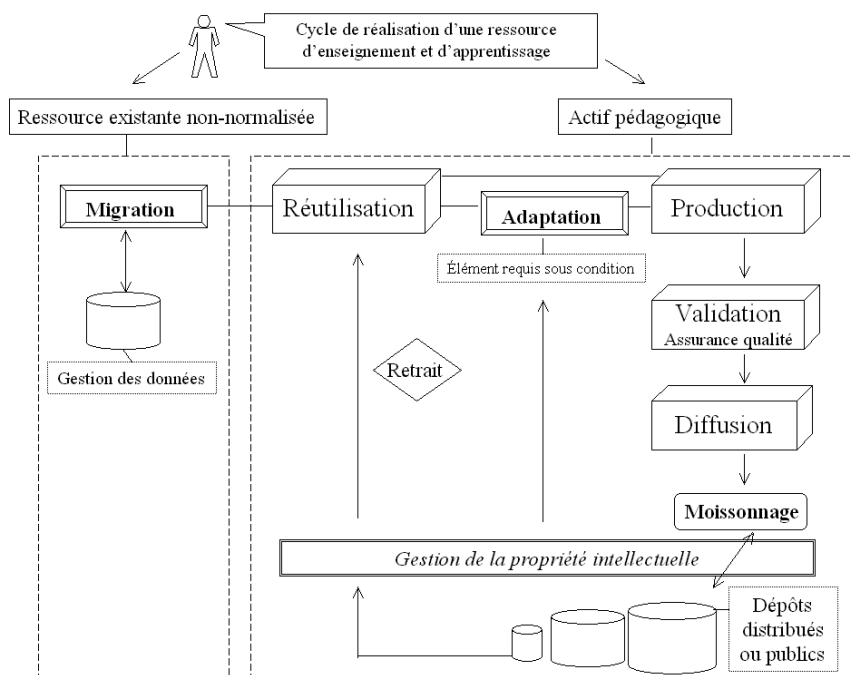 Cycle de réalisation d'une ressource
d'enseignement et d'apprentissage
Ressource existante non-normalisée
Actif pédagogique
Migration
Réutilisation
Adaptation
Production
Élément requis sous condition
Validation
Assurance qualité
Gestion des données
Retrait
Diffusion
Moissonnage
Gestion de la propriété intellectuelle
Dépôts
distribués
ou publics